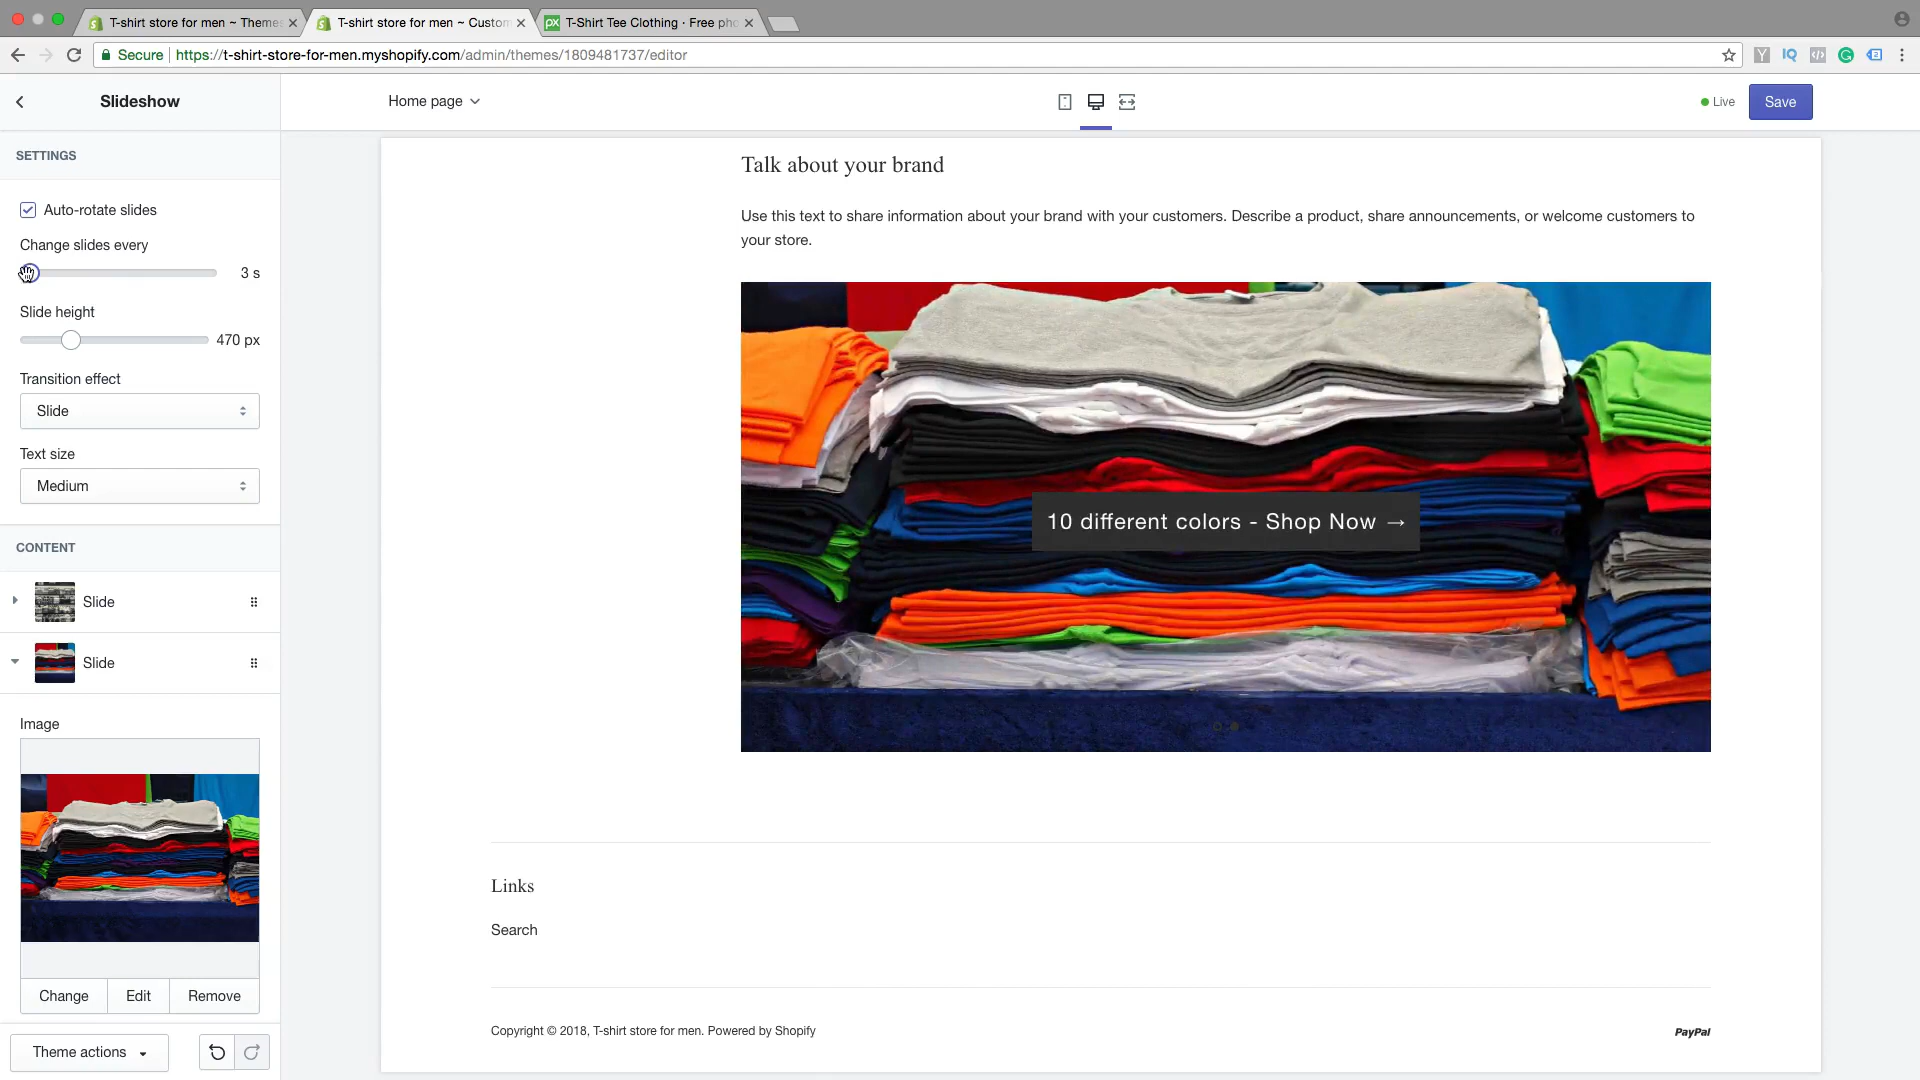 T-shirt store for men ~ Themes
T-shirt store for men ~ Custom
T-Shirt Tee Clothing · Free pho
Secure
https://t-shirt-store-for-men.myshopify.com/admin/themes/1809481737/editor
Slideshow
Home page
Live
Save
SETTINGS
Auto-rotate slides
Change slides every
3 s
Slide height
470 px
Transition effect
Slide
Text size
Medium
CONTENT
Slide
Slide
Image
Change
Edit
Remove
Theme actions
Talk about your brand
Use this text to share information about your brand with your customers. Describe a product, share announcements, or welcome customers to
your store.
10 different colors - Shop Now →
Links
Search
Copyright © 2018, T-shirt store for men. Powered by Shopify
PayPal